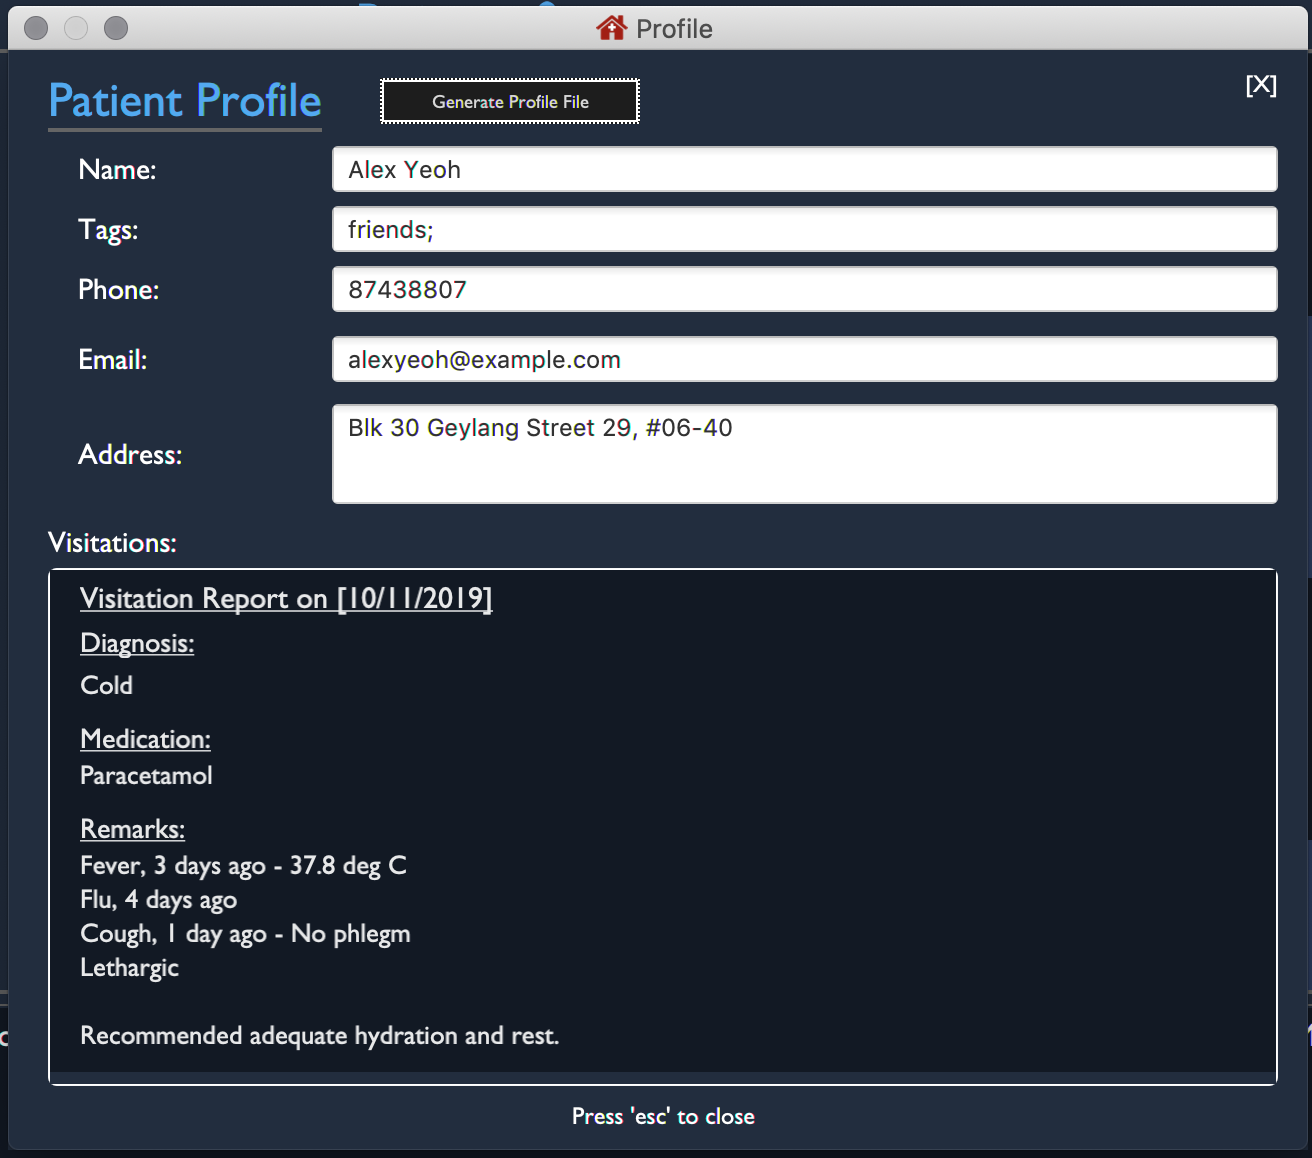 Profile
Patient Profile
Generate Profile File
[X]
Name:
Alex Yeoh
Tags:
friends;
Phone:
87438807
Email:
alexyeoh@example.com
Address:
Blk 30 Geylang Street 29, #06-40
Visitations:
Visitation Report on [10/11/2019]
Diagnosis:
Cold
Medication:
Paracetamol
Remarks:
Fever, 3 days ago - 37.8 deg C
Flu, 4 days ago
Cough, 1 day ago - No phlegm
Lethargic
Recommended adequate hydration and rest.
Press 'esc' to close